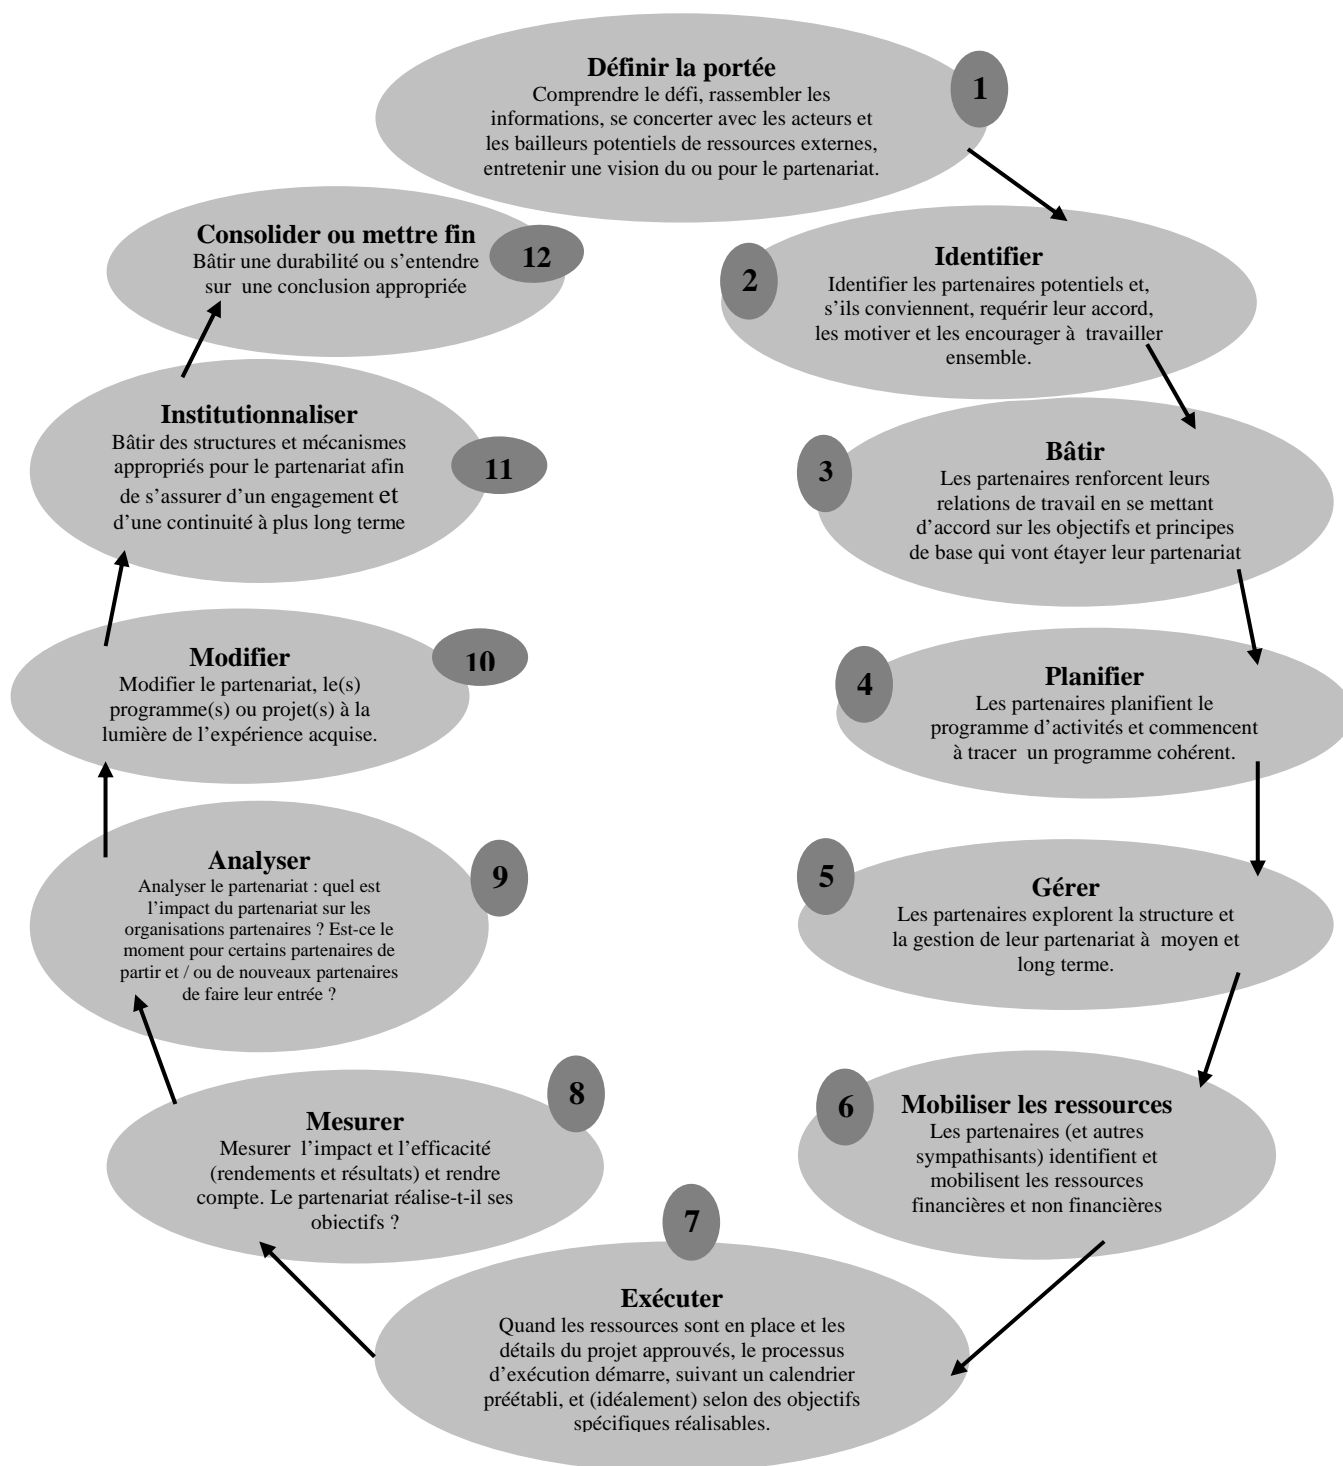 1
Définir la portée
Comprendre le défi, rassembler les
informations, se concerter avec les acteurs et
les bailleurs potentiels de ressources externes,
entretenir une vision du ou pour le partenariat.
2
Identifier
Identifier les partenaires potentiels et,
s’ils conviennent, requérir leur accord,
les motiver et les encourager à travailler
ensemble.
3
Bâtir
Les partenaires renforcent leurs
relations de travail en se mettant
d’accord sur les objectifs et principes
de base qui vont étayer leur partenariat
4
Planifier
Les partenaires planifient le
programme d’activités et commencent
à tracer un programme cohérent.
5
Gérer
Les partenaires explorent la structure et
la gestion de leur partenariat à moyen et
long terme.
6
Mobiliser les ressources
Les partenaires (et autres
sympathisants) identifient et
mobilisent les ressources
financières et non financières
7
Exécuter
Quand les ressources sont en place et les
détails du projet approuvés, le processus
d’exécution démarre, suivant un calendrier
préétabli, et (idéalement) selon des objectifs
spécifiques réalisables.
8
Mesurer
Mesurer l’impact et l’efficacité
(rendements et résultats) et rendre
compte. Le partenariat réalise-t-il ses
objectifs ?
9
Analyser
Analyser le partenariat : quel est
l’impact du partenariat sur les
organisations partenaires ? Est-ce le
moment pour certains partenaires de
partir et / ou de nouveaux partenaires
de faire leur entrée ?
10
Modifier
Modifier le partenariat, le(s)
programme(s) ou projet(s) à la
lumière de l’expérience acquise.
11
Institutionnaliser
Bâtir des structures et mécanismes
appropriés pour le partenariat afin
de s’assurer d’un engagement et
d’une continuité à plus long terme
12
Consolider ou mettre fin
Bâtir une durabilité ou s’entendre
sur une conclusion appropriée